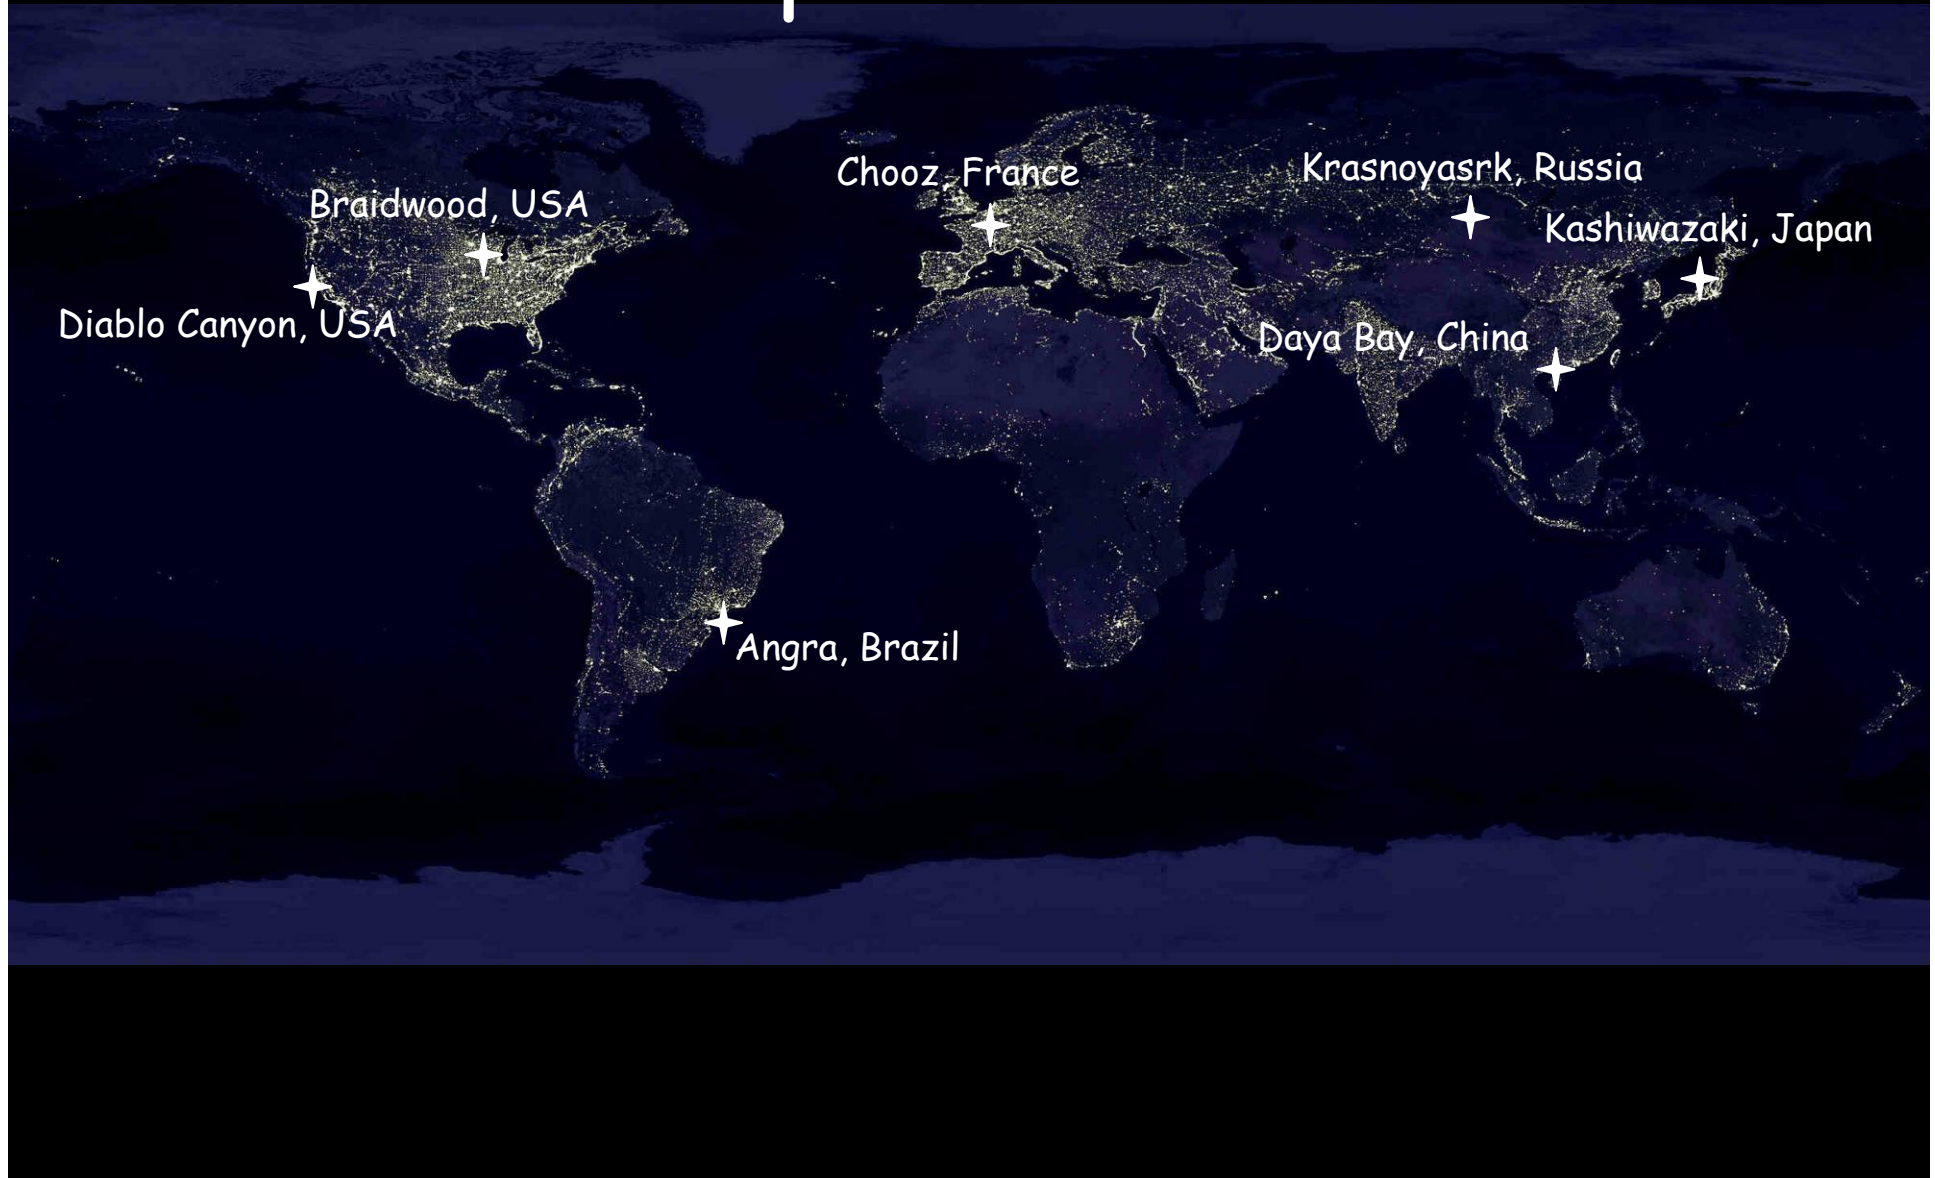 Chooz, France
Krasnoyasrk, Russia
Braidwood, USA
Kashiwazaki, Japan
Diablo Canyon, USA
Daya Bay, China
Angra, Brazil